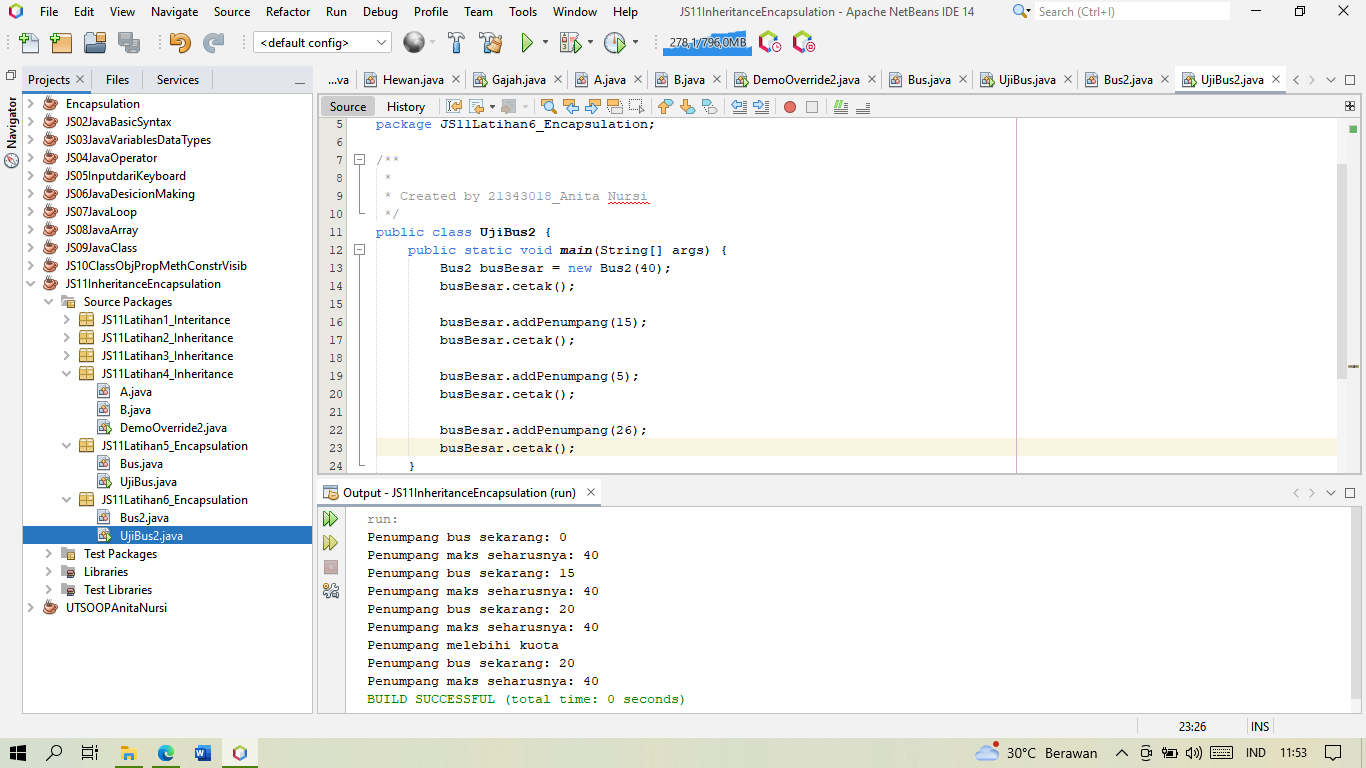 File Edit View Navigate Source Refactor Run Debug Profile Team Tools Window Help JS11InheritanceEncapsulation - Apache NetBeans IDE 14 Search (Ctrl+I)
<default config> 278,1/796,0MB
Projects Files Services
...va Hewan.java Gajah.java A.java B.java DemoOverride2.java Bus.java UjiBus.java Bus2.java UjiBus2.java
Navigator
Encapsulation
JS02JavaBasicSyntax
JS03JavaVariablesDataTypes
JS04JavaOperator
JS05InputdariKeyboard
JS06JavaDesicionMaking
JS07JavaLoop
JS08JavaArray
JS09JavaClass
JS10ClassObjPropMethConstrVisib
JS11InheritanceEncapsulation
Source Packages
JS11Latihan1_Interitance
JS11Latihan2_Inheritance
JS11Latihan3_Inheritance
JS11Latihan4_Inheritance
A.java
B.java
DemoOverride2.java
JS11Latihan5_Encapsulation
Bus.java
UjiBus.java
JS11Latihan6_Encapsulation
Bus2.java
UjiBus2.java
Test Packages
Libraries
Test Libraries
UTSOOPAnitaNursi
Source History
5 package JS11Latihan6_Encapsulation;
6
7 /**
8 *
9 * Created by 21343018_Anita Nursi
10 */
11 public class UjiBus2 {
12 public static void main(String[] args) {
13 Bus2 busBesar = new Bus2(40);
14 busBesar.cetak();
15
16 busBesar.addPenumpang(15);
17 busBesar.cetak();
18
19 busBesar.addPenumpang(5);
20 busBesar.cetak();
21
22 busBesar.addPenumpang(26);
23 busBesar.cetak();
24 }
Output - JS11InheritanceEncapsulation (run)
run:
Penumpang bus sekarang: 0
Penumpang maks seharusnya: 40
Penumpang bus sekarang: 15
Penumpang maks seharusnya: 40
Penumpang bus sekarang: 20
Penumpang maks seharusnya: 40
Penumpang melebihi kuota
Penumpang bus sekarang: 20
Penumpang maks seharusnya: 40
BUILD SUCCESSFUL (total time: 0 seconds)
23:26 INS
30°C Berawan IND 11:53